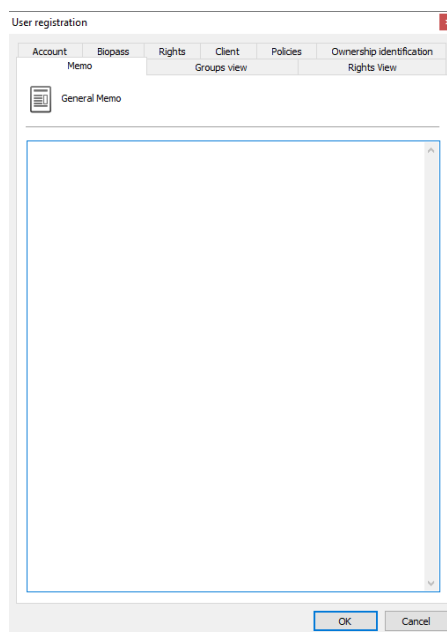 User registration
Account Biopass Rights Client Policies Ownership identification
Memo Groups view Rights View
General Memo
OK Cancel